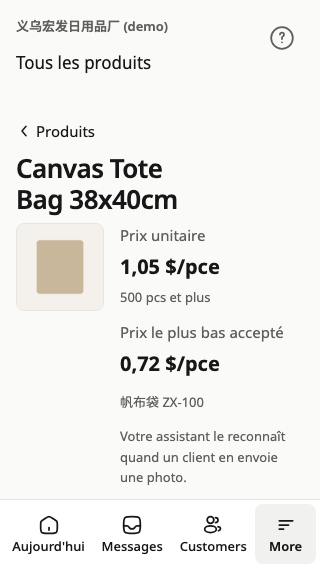 义乌宏发日用品厂 (demo)
Tous les produits
Produits
Canvas Tote
Bag 38x40cm
Prix unitaire
1,05 $/pce
500 pcs et plus
Prix le plus bas accepté
0,72 $/pce
帆布袋 ZX-100
Votre assistant le reconnaît
quand un client en envoie
une photo.
Aujourd'hui
Messages
Customers
More